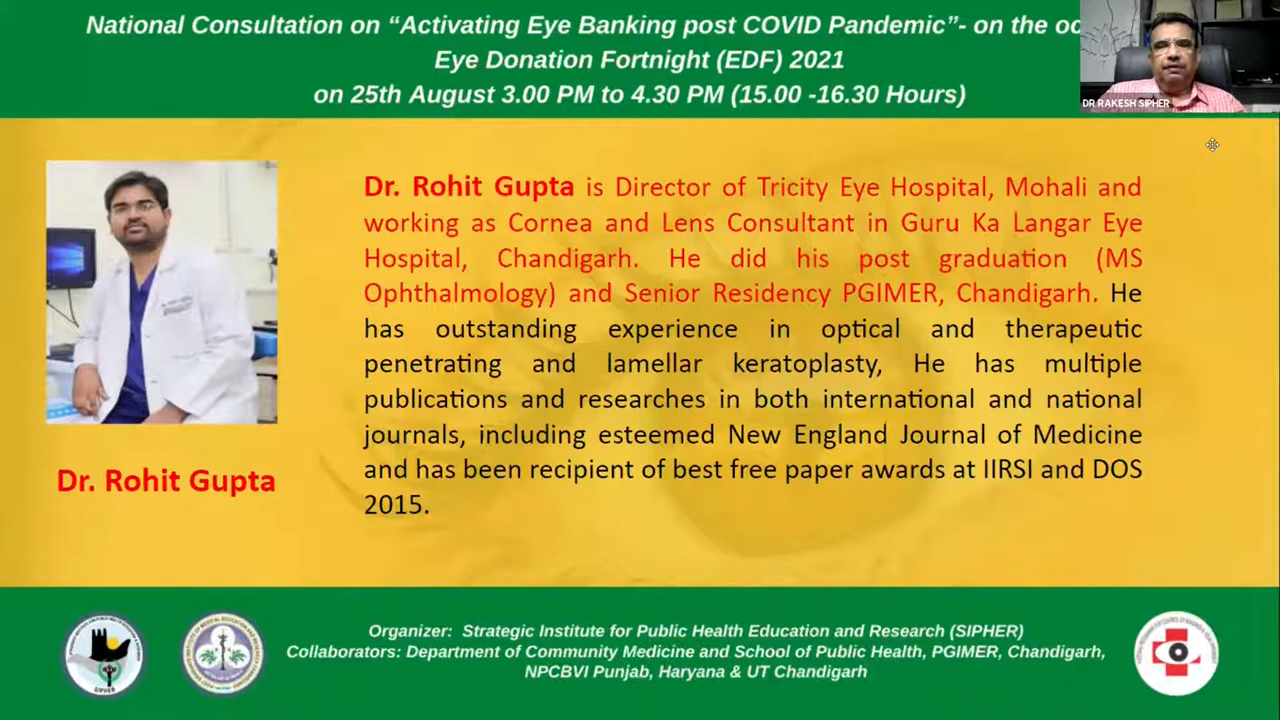 National Consultation on “Activating Eye Banking post COVID Pandemic”- on the oc
Eye Donation Fortnight (EDF) 2021
on 25th August 3.00 PM to 4.30 PM (15.00 -16.30 Hours)
DR RAKESH SIPHER
Dr. Rohit Gupta is Director of Tricity Eye Hospital, Mohali and
working as Cornea and Lens Consultant in Guru Ka Langar Eye
Hospital, Chandigarh. He did his post graduation (MS
Ophthalmology) and Senior Residency PGIMER, Chandigarh. He
has outstanding experience in optical and therapeutic
penetrating and lamellar keratoplasty, He has multiple
publications and researches in both international and national
journals, including esteemed New England Journal of Medicine
and has been recipient of best free paper awards at IIRSI and DOS
2015.
Dr. Rohit Gupta
Organizer: Strategic Institute for Public Health Education and Research (SIPHER)
Collaborators: Department of Community Medicine and School of Public Health, PGIMER, Chandigarh,
NPCBVI Punjab, Haryana & UT Chandigarh
SIPHER